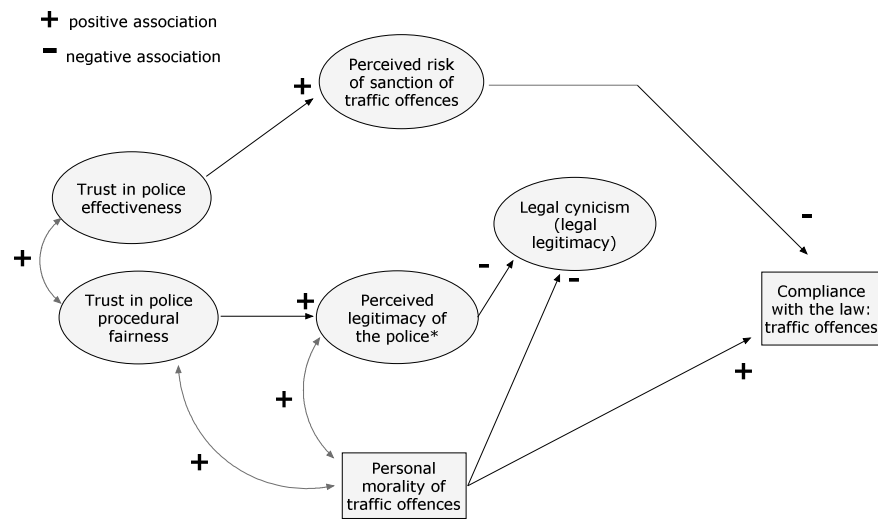 + positive association
- negative association
Perceived risk
of sanction of
traffic offences
+
Trust in police
effectiveness
Legal cynicism
(legal
legitimacy)
-
+
Trust in police
procedural
fairness
+
Perceived
legitimacy of
the police*
-
-
Compliance
with the law:
traffic offences
+
+
+
Personal
morality of
traffic offences